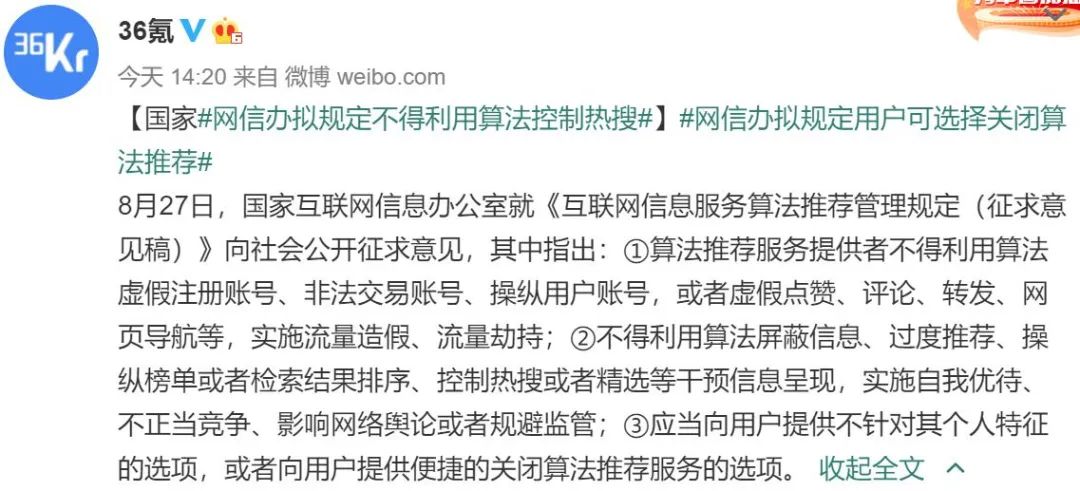 36Kr
36氪
6
今天 14:20 来自 微博 weibo.com
【国家#网信办拟规定不得利用算法控制热搜#】#网信办拟规定用户可选择关闭算
法推荐#
8月27日，国家互联网信息办公室就《互联网信息服务算法推荐管理规定（征求意
见稿）》向社会公开征求意见，其中指出：①算法推荐服务提供者不得利用算法
虚假注册账号、非法交易账号、操纵用户账号，或者虚假点赞、评论、转发、网
页导航等，实施流量造假、流量劫持；②不得利用算法屏蔽信息、过度推荐、操
纵榜单或者检索结果排序、控制热搜或者精选等干预信息呈现，实施自我优待、
不正当竞争、影响网络舆论或者规避监管；③应当向用户提供不针对其个人特征
的选项，或者向用户提供便捷的关闭算法推荐服务的选项。 收起全文